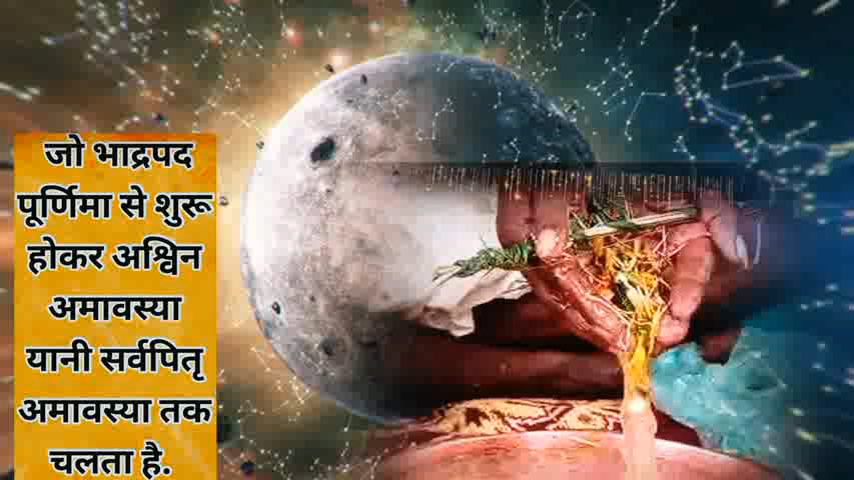 जो भाद्रपद
पूर्णिमा से शुरू
होकर अश्विन
अमावस्या
यानी सर्वपितृ
अमावस्या तक
चलता है.